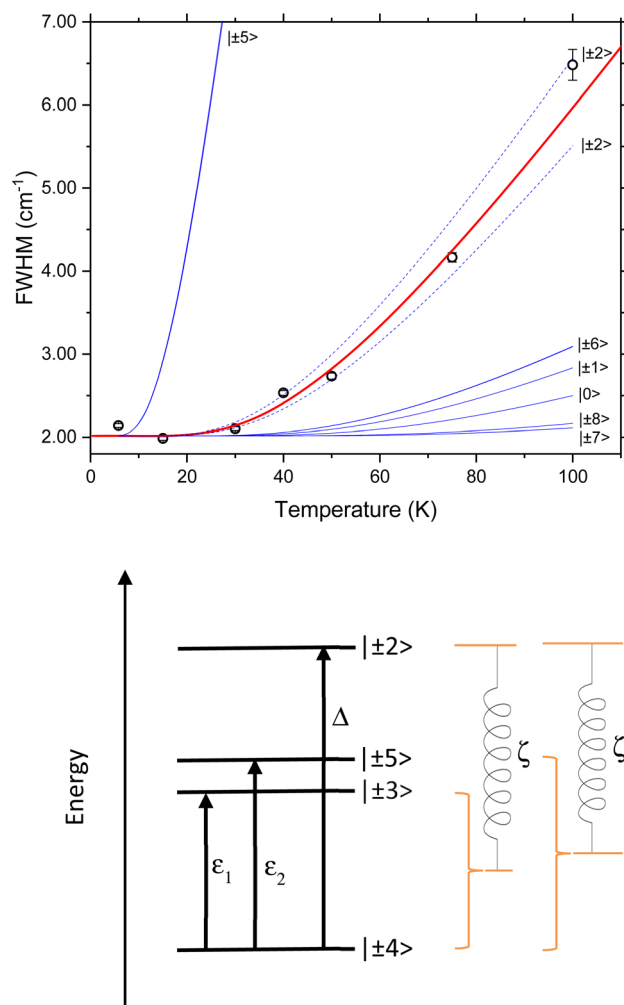 7.00
6.00
5.00
4.00
3.00
2.00
FWHM (cm⁻¹)
|±5>
|±2>
|±2>
|±6>
|±1>
|0>
|±8>
|±7>
0 20 40 60 80 100
Temperature (K)
Energy
|±2>
Δ
|±5>
|±3>
ε₁
ε₂
|±4>
ζ
ζ